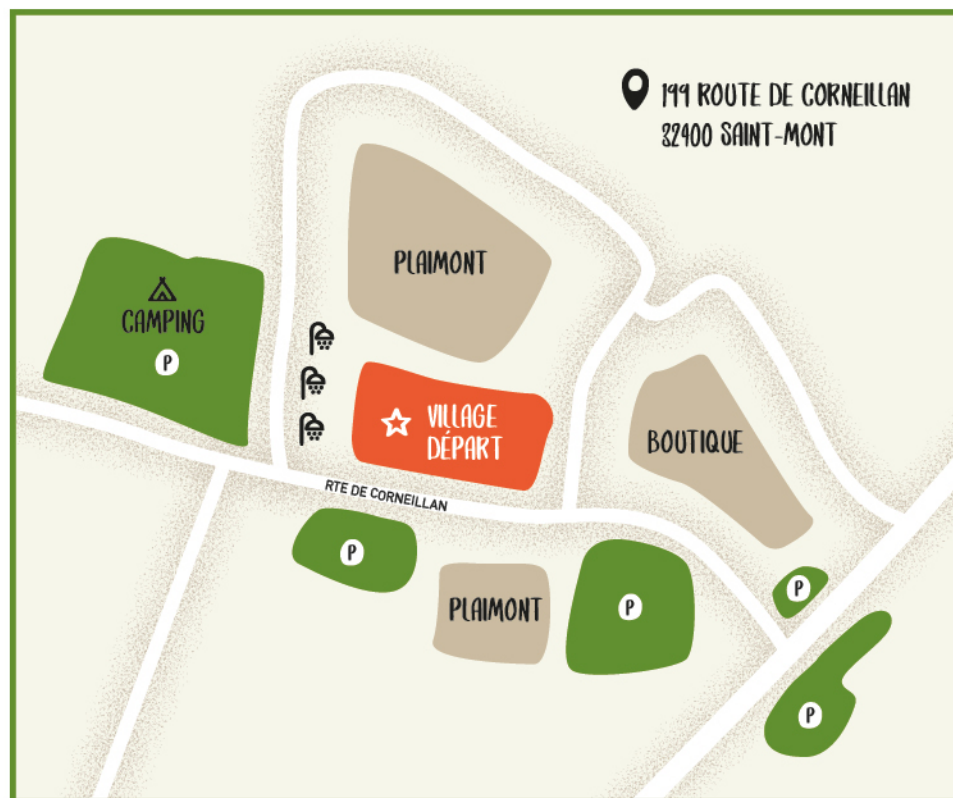 199 ROUTE DE CORNEILLAN
32400 SAINT-MONT
PLAIMONT
CAMPING
P
VILLAGE
DÉPART
BOUTIQUE
RTE DE CORNEILLAN
P
PLAIMONT
P
P
P